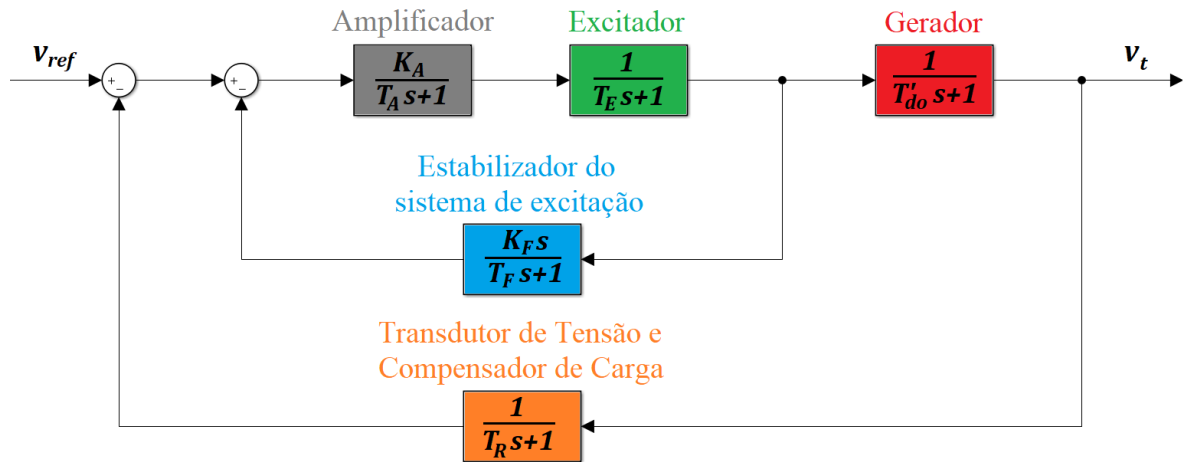 Amplificador
Excitador
Gerador
v_ref
+
−
+
−
K_A
T_A s+1
1
T_E s+1
1
T'_do s+1
v_t
Estabilizador do
sistema de excitação
K_F s
T_F s+1
Transdutor de Tensão e
Compensador de Carga
1
T_R s+1